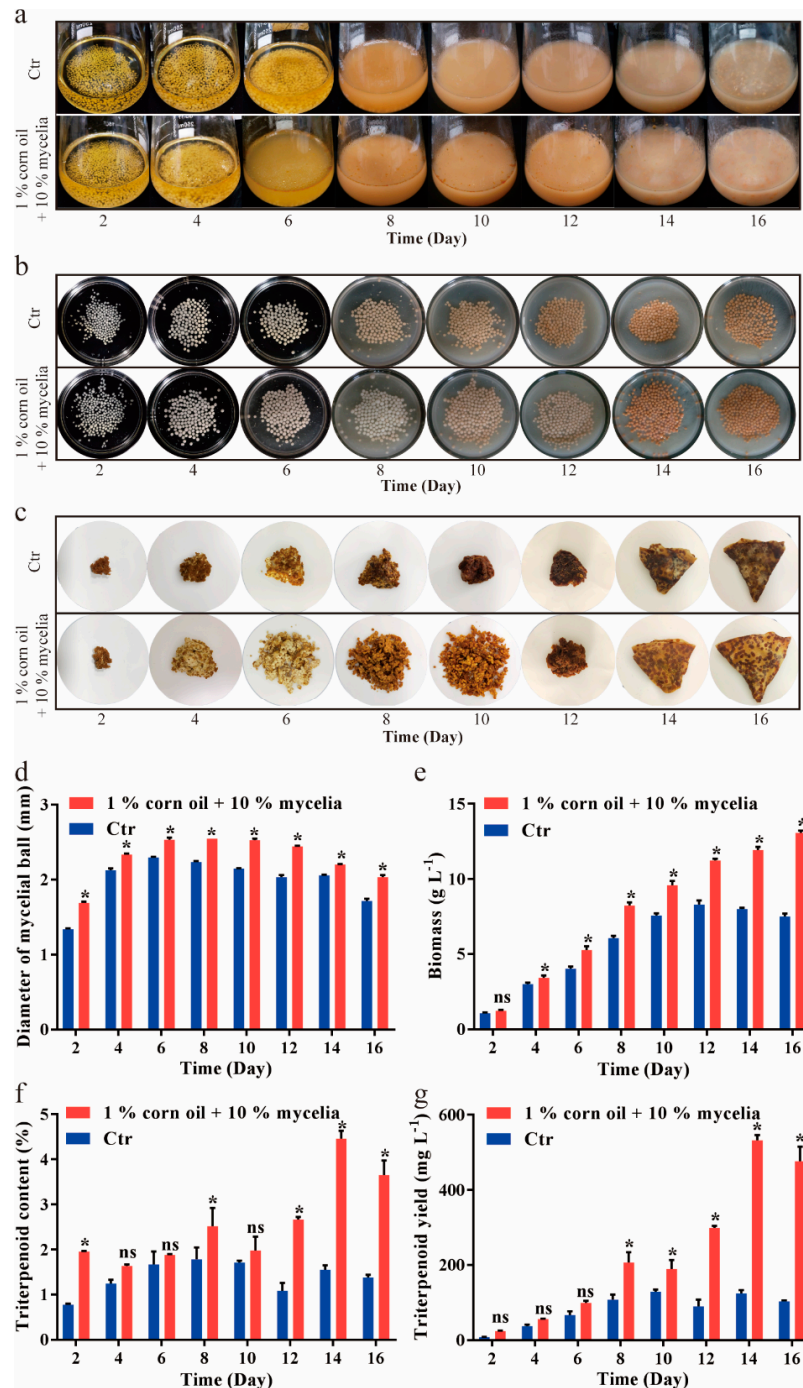 a
Ctr
1 % corn oil
+ 10 % mycelia
2 4 6 8 10 12 14 16
Time (Day)
b
Ctr
1 % corn oil
+ 10 % mycelia
2 4 6 8 10 12 14 16
Time (Day)
c
Ctr
1 % corn oil
+ 10 % mycelia
2 4 6 8 10 12 14 16
Time (Day)
d
1 % corn oil + 10 % mycelia
Ctr
Diameter of mycelial ball (mm)
3
2
1
0
* * * * * * * *
2 4 6 8 10 12 14 16
Time (Day)
e
1 % corn oil + 10 % mycelia
Ctr
Biomass (g L-1)
15
10
5
0
ns * * * * * * *
2 4 6 8 10 12 14 16
Time (Day)
f
1 % corn oil + 10 % mycelia
Ctr
Triterpenoid content (%)
5
4
3
2
1
0
* ns ns * ns * * *
2 4 6 8 10 12 14 16
Time (Day)
g
1 % corn oil + 10 % mycelia
Ctr
Triterpenoid yield (mg L-1)
600
400
200
0
ns ns ns * * * * *
2 4 6 8 10 12 14 16
Time (Day)